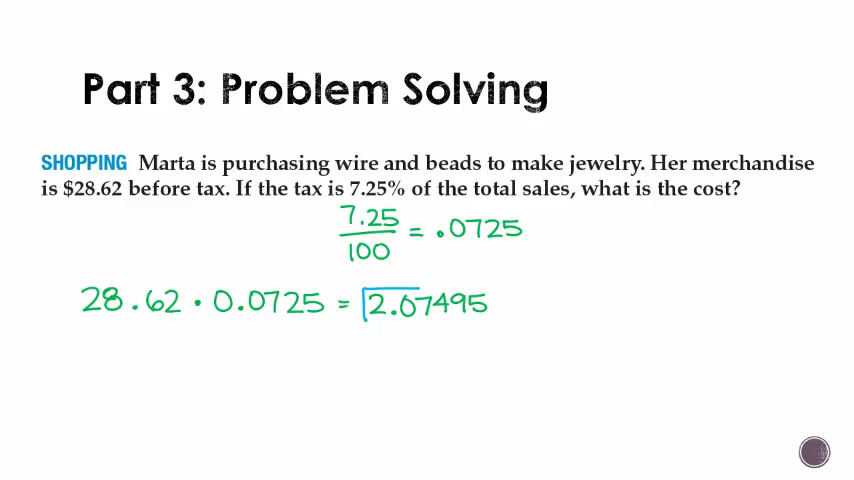 Part 3: Problem Solving
SHOPPING Marta is purchasing wire and beads to make jewelry. Her merchandise
is $28.62 before tax. If the tax is 7.25% of the total sales, what is the cost?
7.25
100 = .0725
28.62 · 0.0725 = 2.07495